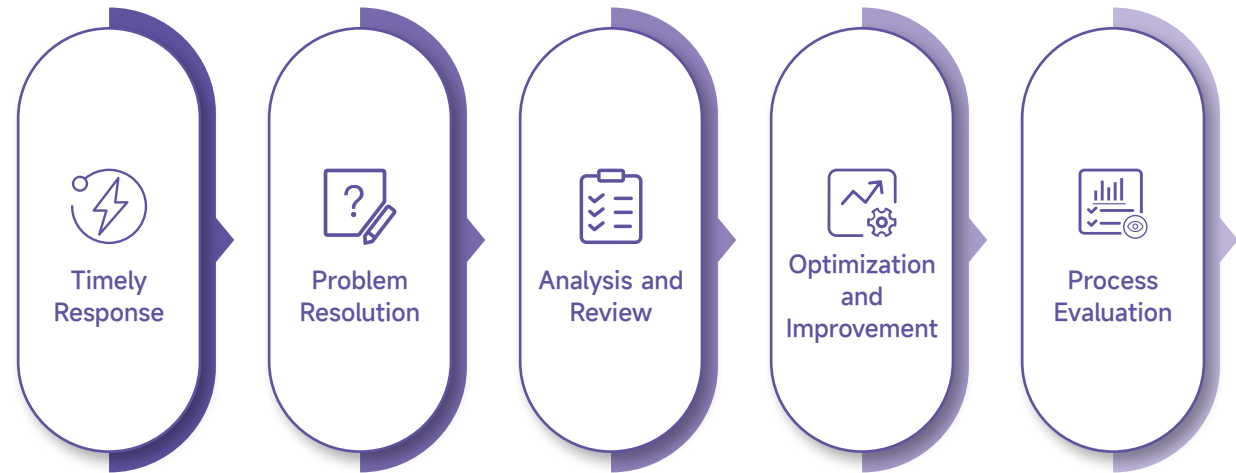 Timely
Response
?
Problem
Resolution
Analysis and
Review
Optimization
and
Improvement
Process
Evaluation